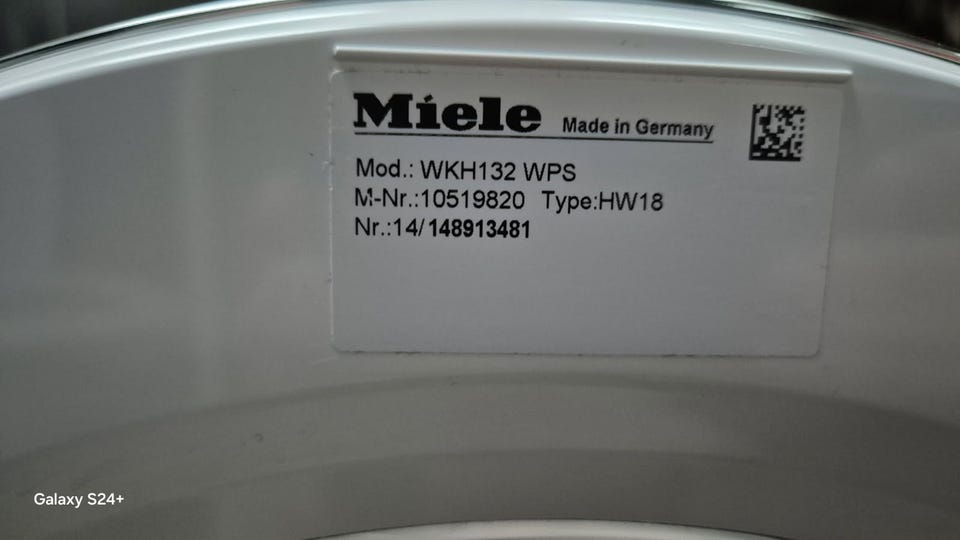 Miele Made in Germany
Mod.: WKH132 WPS
M-Nr.:10519820 Type:HW18
Nr.:14/148913481
Galaxy S24+